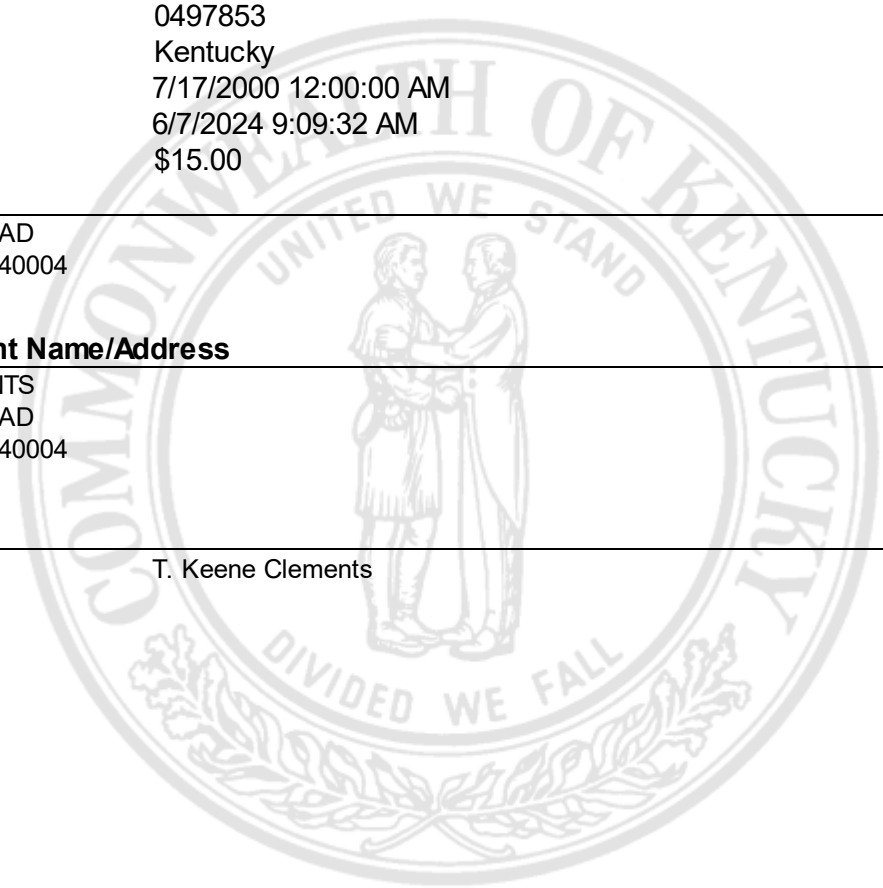 0497853
Kentucky
7/17/2000 12:00:00 AM
6/7/2024 9:09:32 AM
$15.00
AD
40004
nt Name/Address
NTS
AD
40004
T. Keene Clements
COMMONWEALTH OF KENTUCKY
UNITED WE STAND
DIVIDED WE FALL